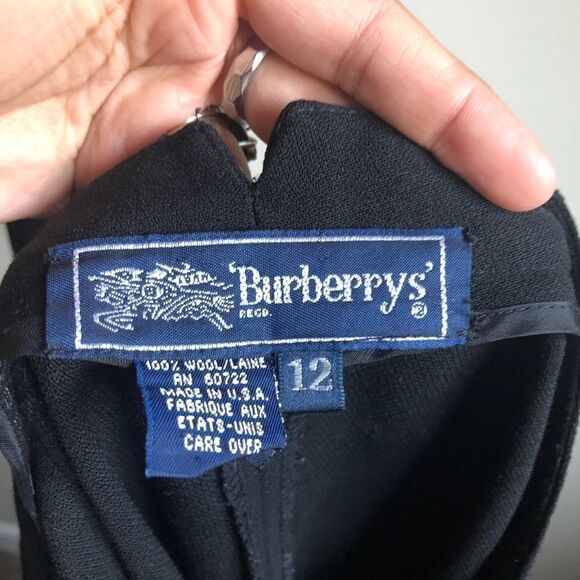 'Burberrys'
REGD.
®
100% WOOL/LAINE
RN 60722
MADE IN U.S.A.
FABRIQUE AUX
ETATS-UNIS
CARE OVER
12